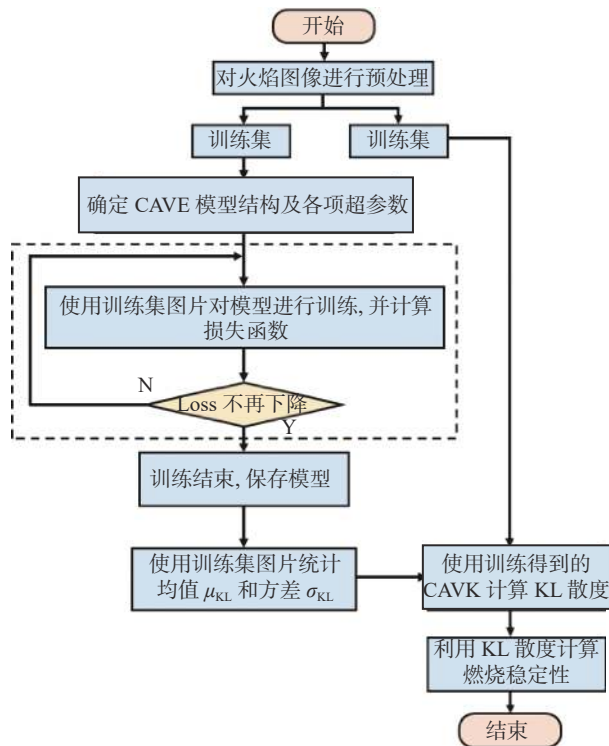 开始
对火焰图像进行预处理
训练集
训练集
确定 CAVE 模型结构及各项超参数
使用训练集图片对模型进行训练, 并计算
损失函数
N
Loss 不再下降
Y
训练结束, 保存模型
使用训练集图片统计
均值 μKL 和方差 σKL
使用训练得到的
CAVK 计算 KL 散度
利用 KL 散度计算
燃烧稳定性
结束